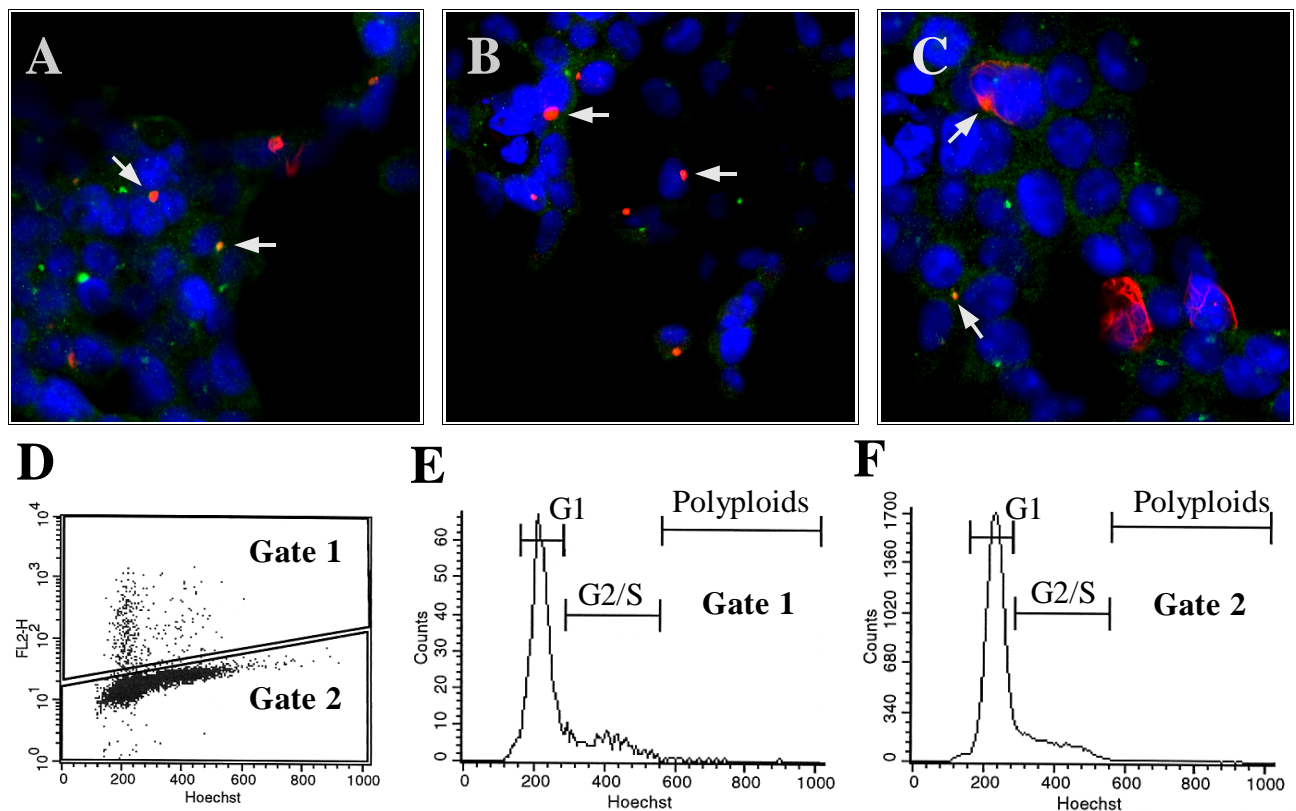 A
B
C
D
10^4
10^3
10^2
10^1
10^0
FL2-H
Gate 1
Gate 2
0 200 400 600 800 1000
Hoechst
E
G1
Polyploids
G2/S
Gate 1
60
50
40
30
20
10
0
Counts
0 200 400 600 800 1000
Hoechst
F
G1
Polyploids
G2/S
Gate 2
1700
1360
1020
680
340
0
Counts
0 200 400 600 800 1000
Hoechst